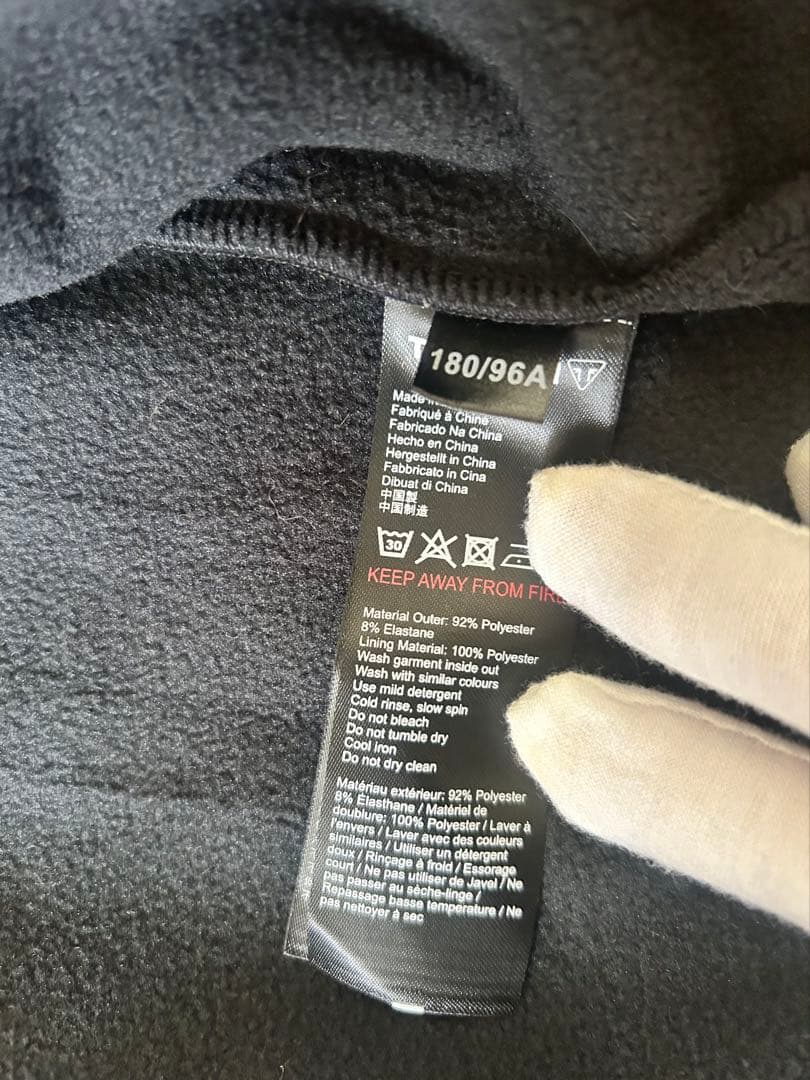 T
180/96A
Made in
Fabriqué à Chine
Fabricado Na China
Hecho en China
Hergestellt in China
Fabbricato in Cina
Dibuat di China
中国製
中国制造
30
KEEP AWAY FROM FIRE
Material Outer: 92% Polyester
8% Elastane
Lining Material: 100% Polyester
Wash garment inside out
Wash with similar colours
Use mild detergent
Cold rinse, slow spin
Do not bleach
Do not tumble dry
Cool iron
Do not dry clean
Matériau extérieur: 92% Polyester
8% Élasthane / Matériel de
doublure: 100% Polyester / Laver à
l'envers / Laver avec des couleurs
similaires / Utiliser un détergent
doux / Rinçage à froid / Essorage
court / Ne pas utiliser de Javel / Ne
pas passer au sèche-linge /
Repassage basse température / Ne
pas nettoyer à sec